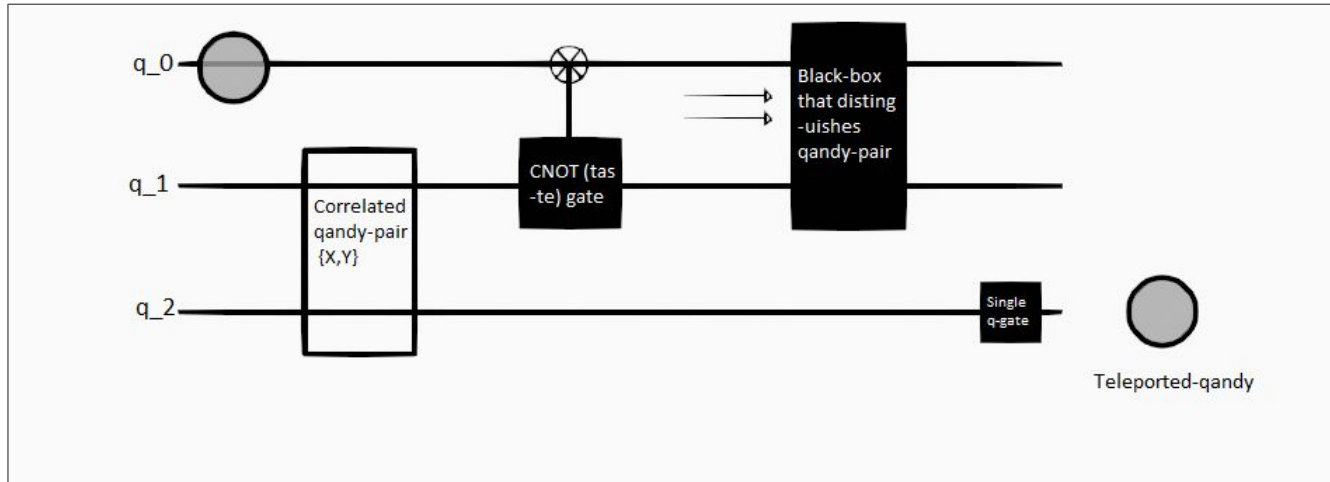 q_0
Black-box
that disting
-uishes
qandy-pair
q_1
CNOT (tas
-te) gate
Correlated
qandy-pair
{X,Y}
q_2
Single
q-gate
Teleported-qandy